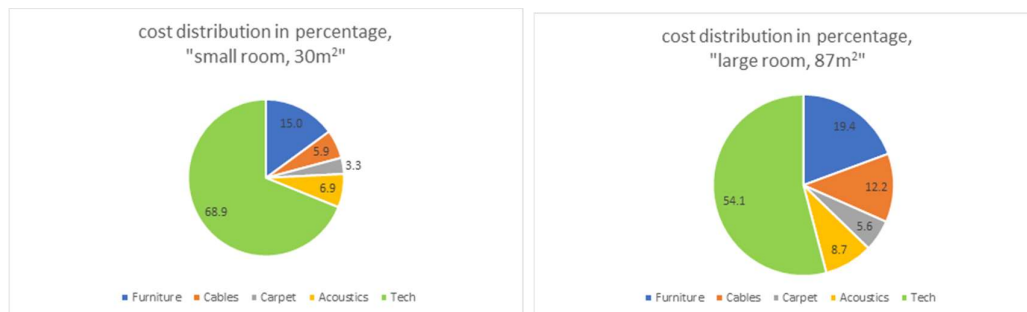 cost distribution in percentage,
"small room, 30m²"
15.0
5.9
3.3
6.9
68.9
Furniture Cables Carpet Acoustics Tech
cost distribution in percentage,
"large room, 87m²"
19.4
12.2
5.6
8.7
54.1
Furniture Cables Carpet Acoustics Tech